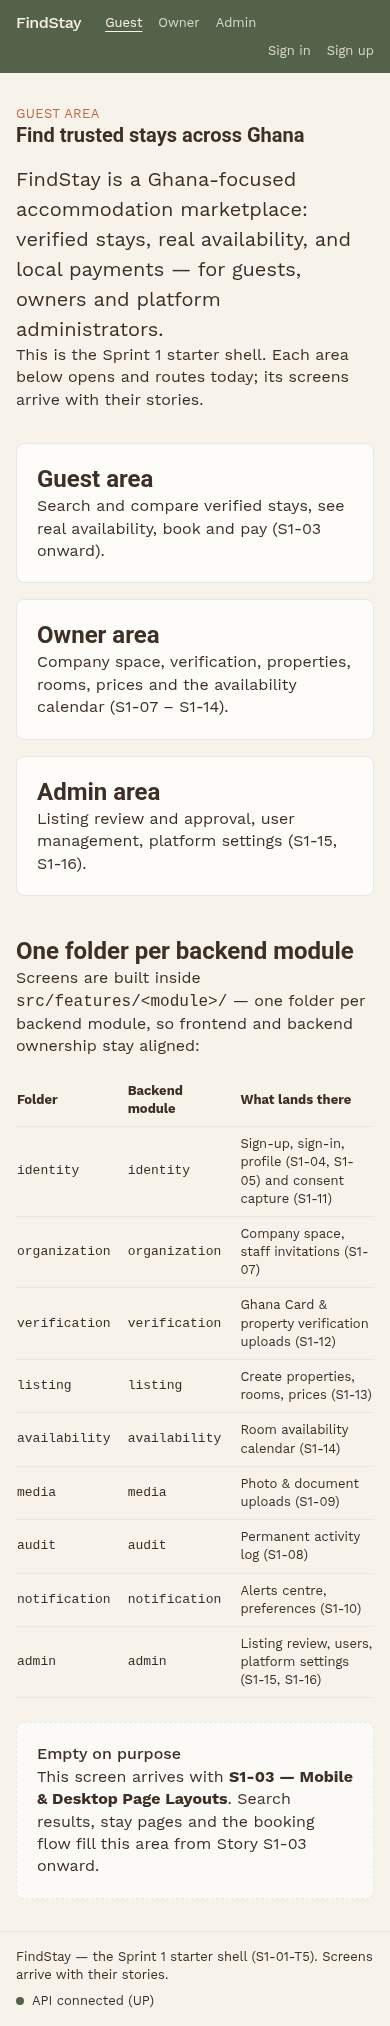 FindStay Guest Owner Admin
Sign in Sign up
GUEST AREA
Find trusted stays across Ghana
FindStay is a Ghana-focused
accommodation marketplace:
verified stays, real availability, and
local payments — for guests,
owners and platform
administrators.
This is the Sprint 1 starter shell. Each area
below opens and routes today; its screens
arrive with their stories.
Guest area
Search and compare verified stays, see
real availability, book and pay (S1-03
onward).
Owner area
Company space, verification, properties,
rooms, prices and the availability
calendar (S1-07 – S1-14).
Admin area
Listing review and approval, user
management, platform settings (S1-15,
S1-16).
One folder per backend module
Screens are built inside
src/features/<module>/ — one folder per
backend module, so frontend and backend
ownership stay aligned:
Folder
Backend
module
What lands there
identity
identity
Sign-up, sign-in,
profile (S1-04, S1-
05) and consent
capture (S1-11)
organization
organization
Company space,
staff invitations (S1-
07)
verification
verification
Ghana Card &
property verification
uploads (S1-12)
listing
listing
Create properties,
rooms, prices (S1-13)
availability
availability
Room availability
calendar (S1-14)
media
media
Photo & document
uploads (S1-09)
audit
audit
Permanent activity
log (S1-08)
notification
notification
Alerts centre,
preferences (S1-10)
admin
admin
Listing review, users,
platform settings
(S1-15, S1-16)
Empty on purpose
This screen arrives with S1-03 — Mobile
& Desktop Page Layouts. Search
results, stay pages and the booking
flow fill this area from Story S1-03
onward.
FindStay — the Sprint 1 starter shell (S1-01-T5). Screens
arrive with their stories.
API connected (UP)